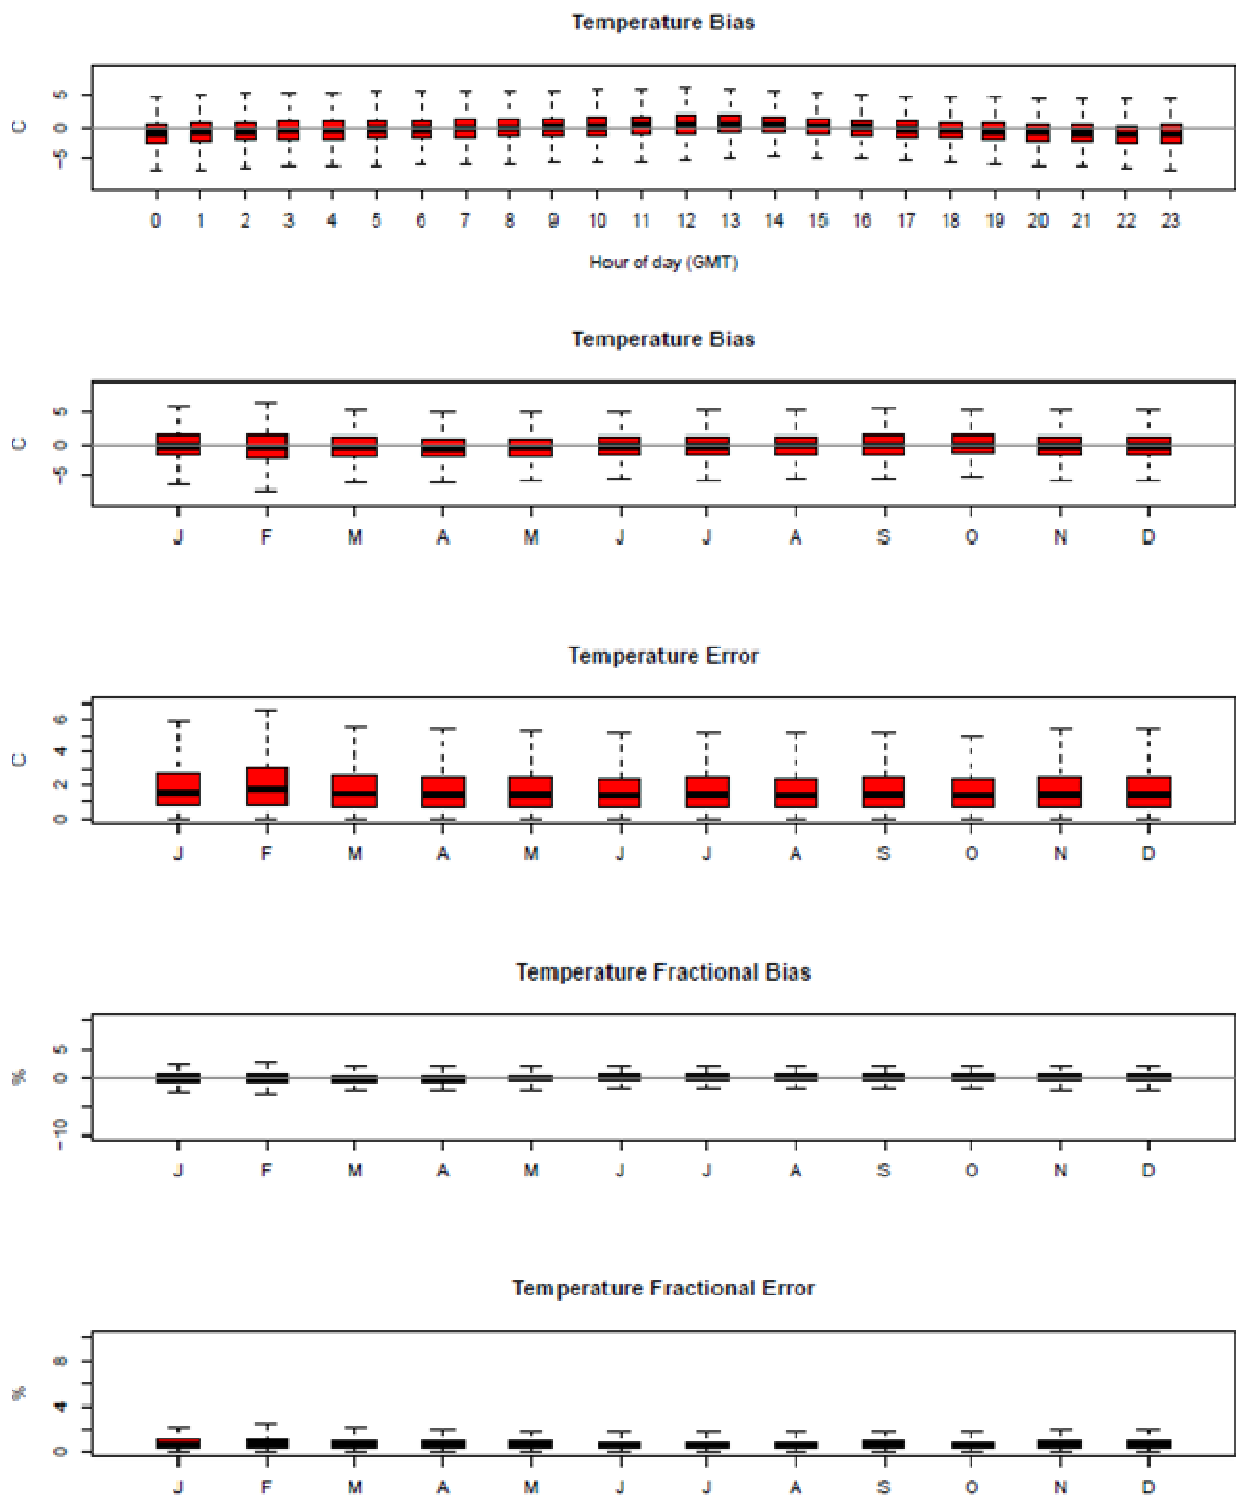 Temperature Bias
C
5
0
-5
0 1 2 3 4 5 6 7 8 9 10 11 12 13 14 15 16 17 18 19 20 21 22 23
Hour of day (GMT)
Temperature Bias
C
5
0
-5
J F M A M J J A S O N D
Temperature Error
C
6
4
2
0
J F M A M J J A S O N D
Temperature Fractional Bias
%
5
0
-10
J F M A M J J A S O N D
Temperature Fractional Error
%
8
4
0
J F M A M J J A S O N D